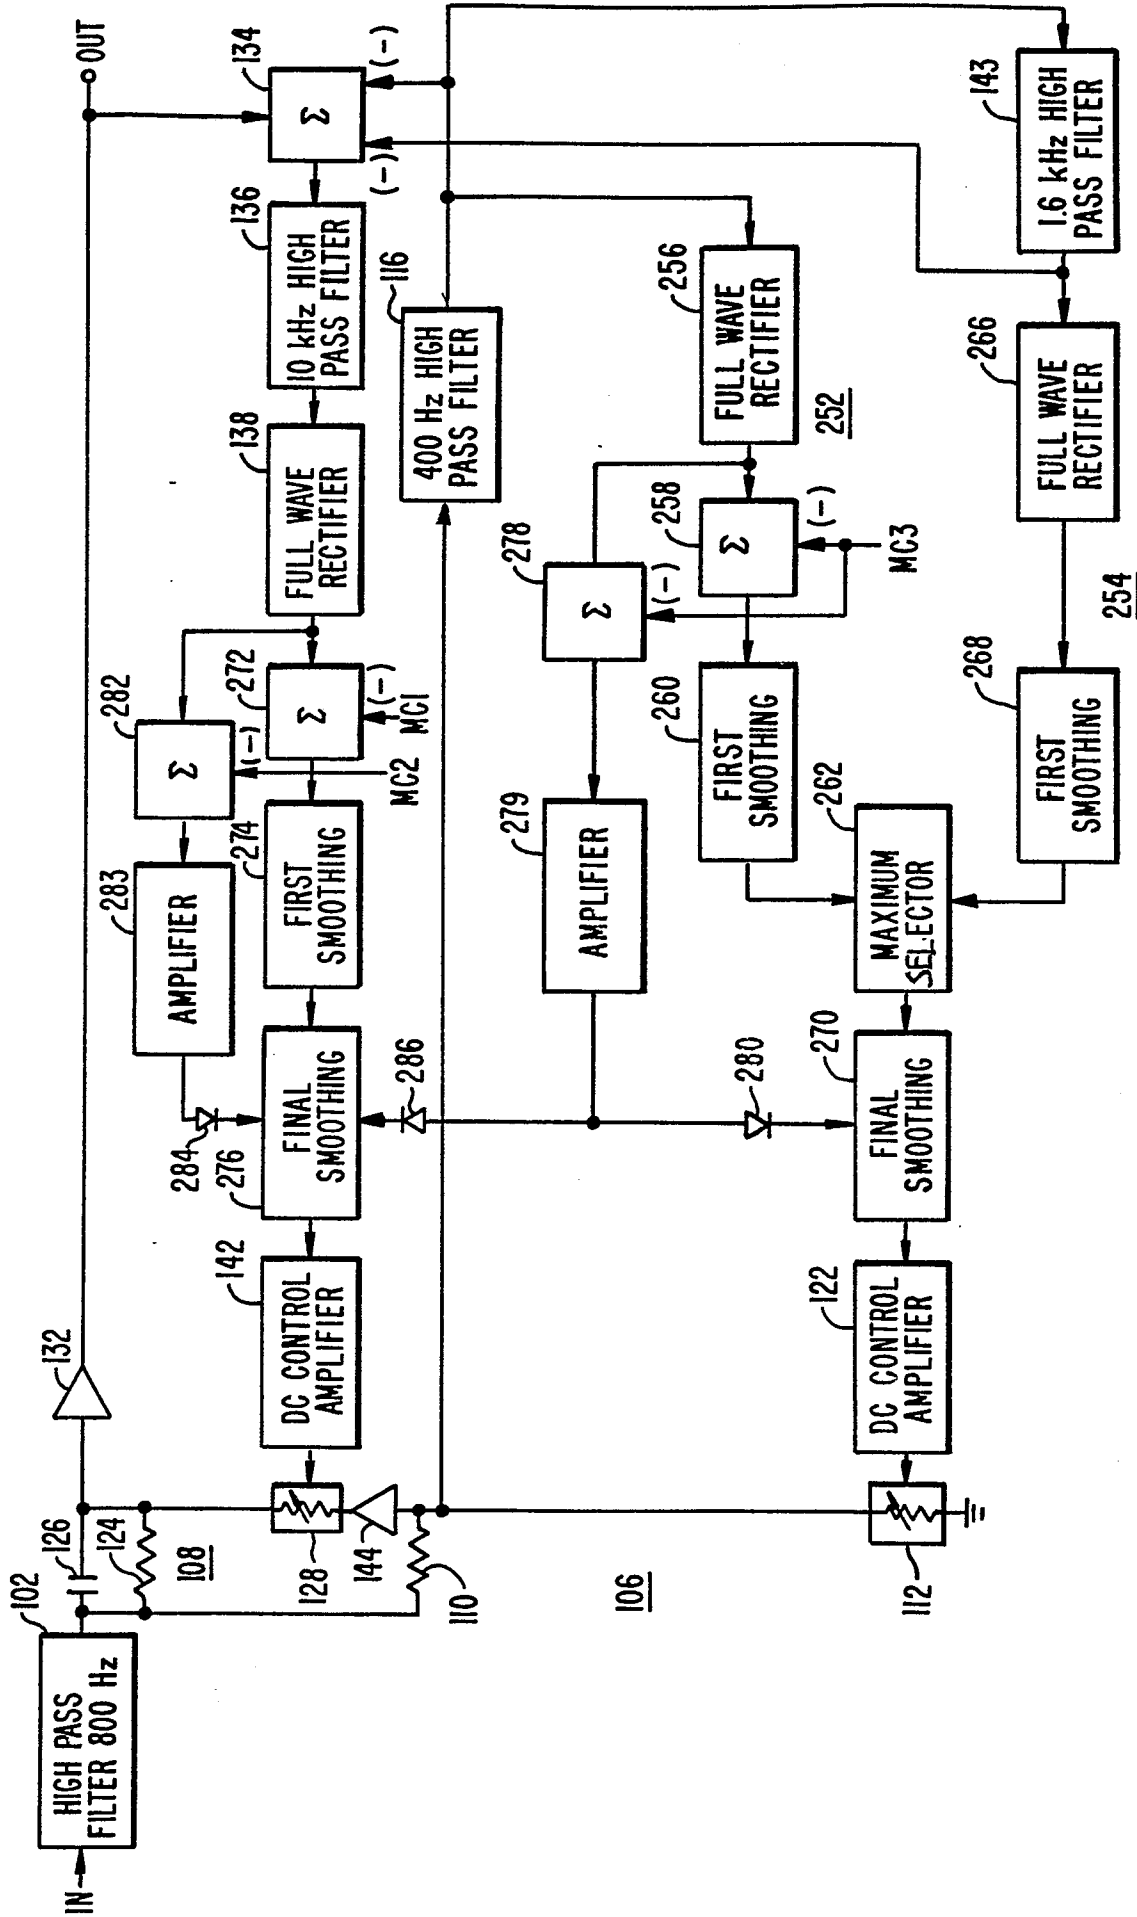 IN
HIGH PASS
FILTER 800 Hz
102
126
124
108
132
OUT
128
144
110
106
112
142
DC CONTROL
AMPLIFIER
276
FINAL
SMOOTHING
284
286
283
AMPLIFIER
274
FIRST
SMOOTHING
282
Σ
(-)
MC2
272
Σ
(-)
MC1
138
FULL WAVE
RECTIFIER
136
10 kHz HIGH
PASS FILTER
134
Σ
(-)
(-)
116
400 Hz HIGH
PASS FILTER
279
AMPLIFIER
278
Σ
(-)
280
122
DC CONTROL
AMPLIFIER
270
FINAL
SMOOTHING
262
MAXIMUM
SELECTOR
260
FIRST
SMOOTHING
258
Σ
(-)
MC3
256
FULL WAVE
RECTIFIER
252
268
FIRST
SMOOTHING
254
266
FULL WAVE
RECTIFIER
143
1.6 kHz HIGH
PASS FILTER